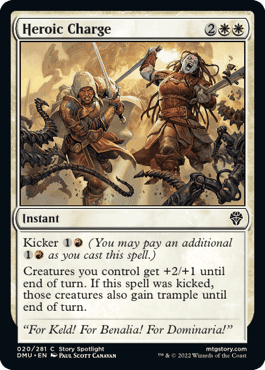 Heroic Charge 2
Instant
Kicker 1 (You may pay an additional
1 as you cast this spell.)
Creatures you control get +2/+1 until
end of turn. If this spell was kicked,
those creatures also gain trample until
end of turn.
“For Keld! For Benalia! For Dominaria!”
020/281 C Story Spotlight mtgstory.com
DMU • EN Paul Scott Canavan ™ & © 2022 Wizards of the Coast